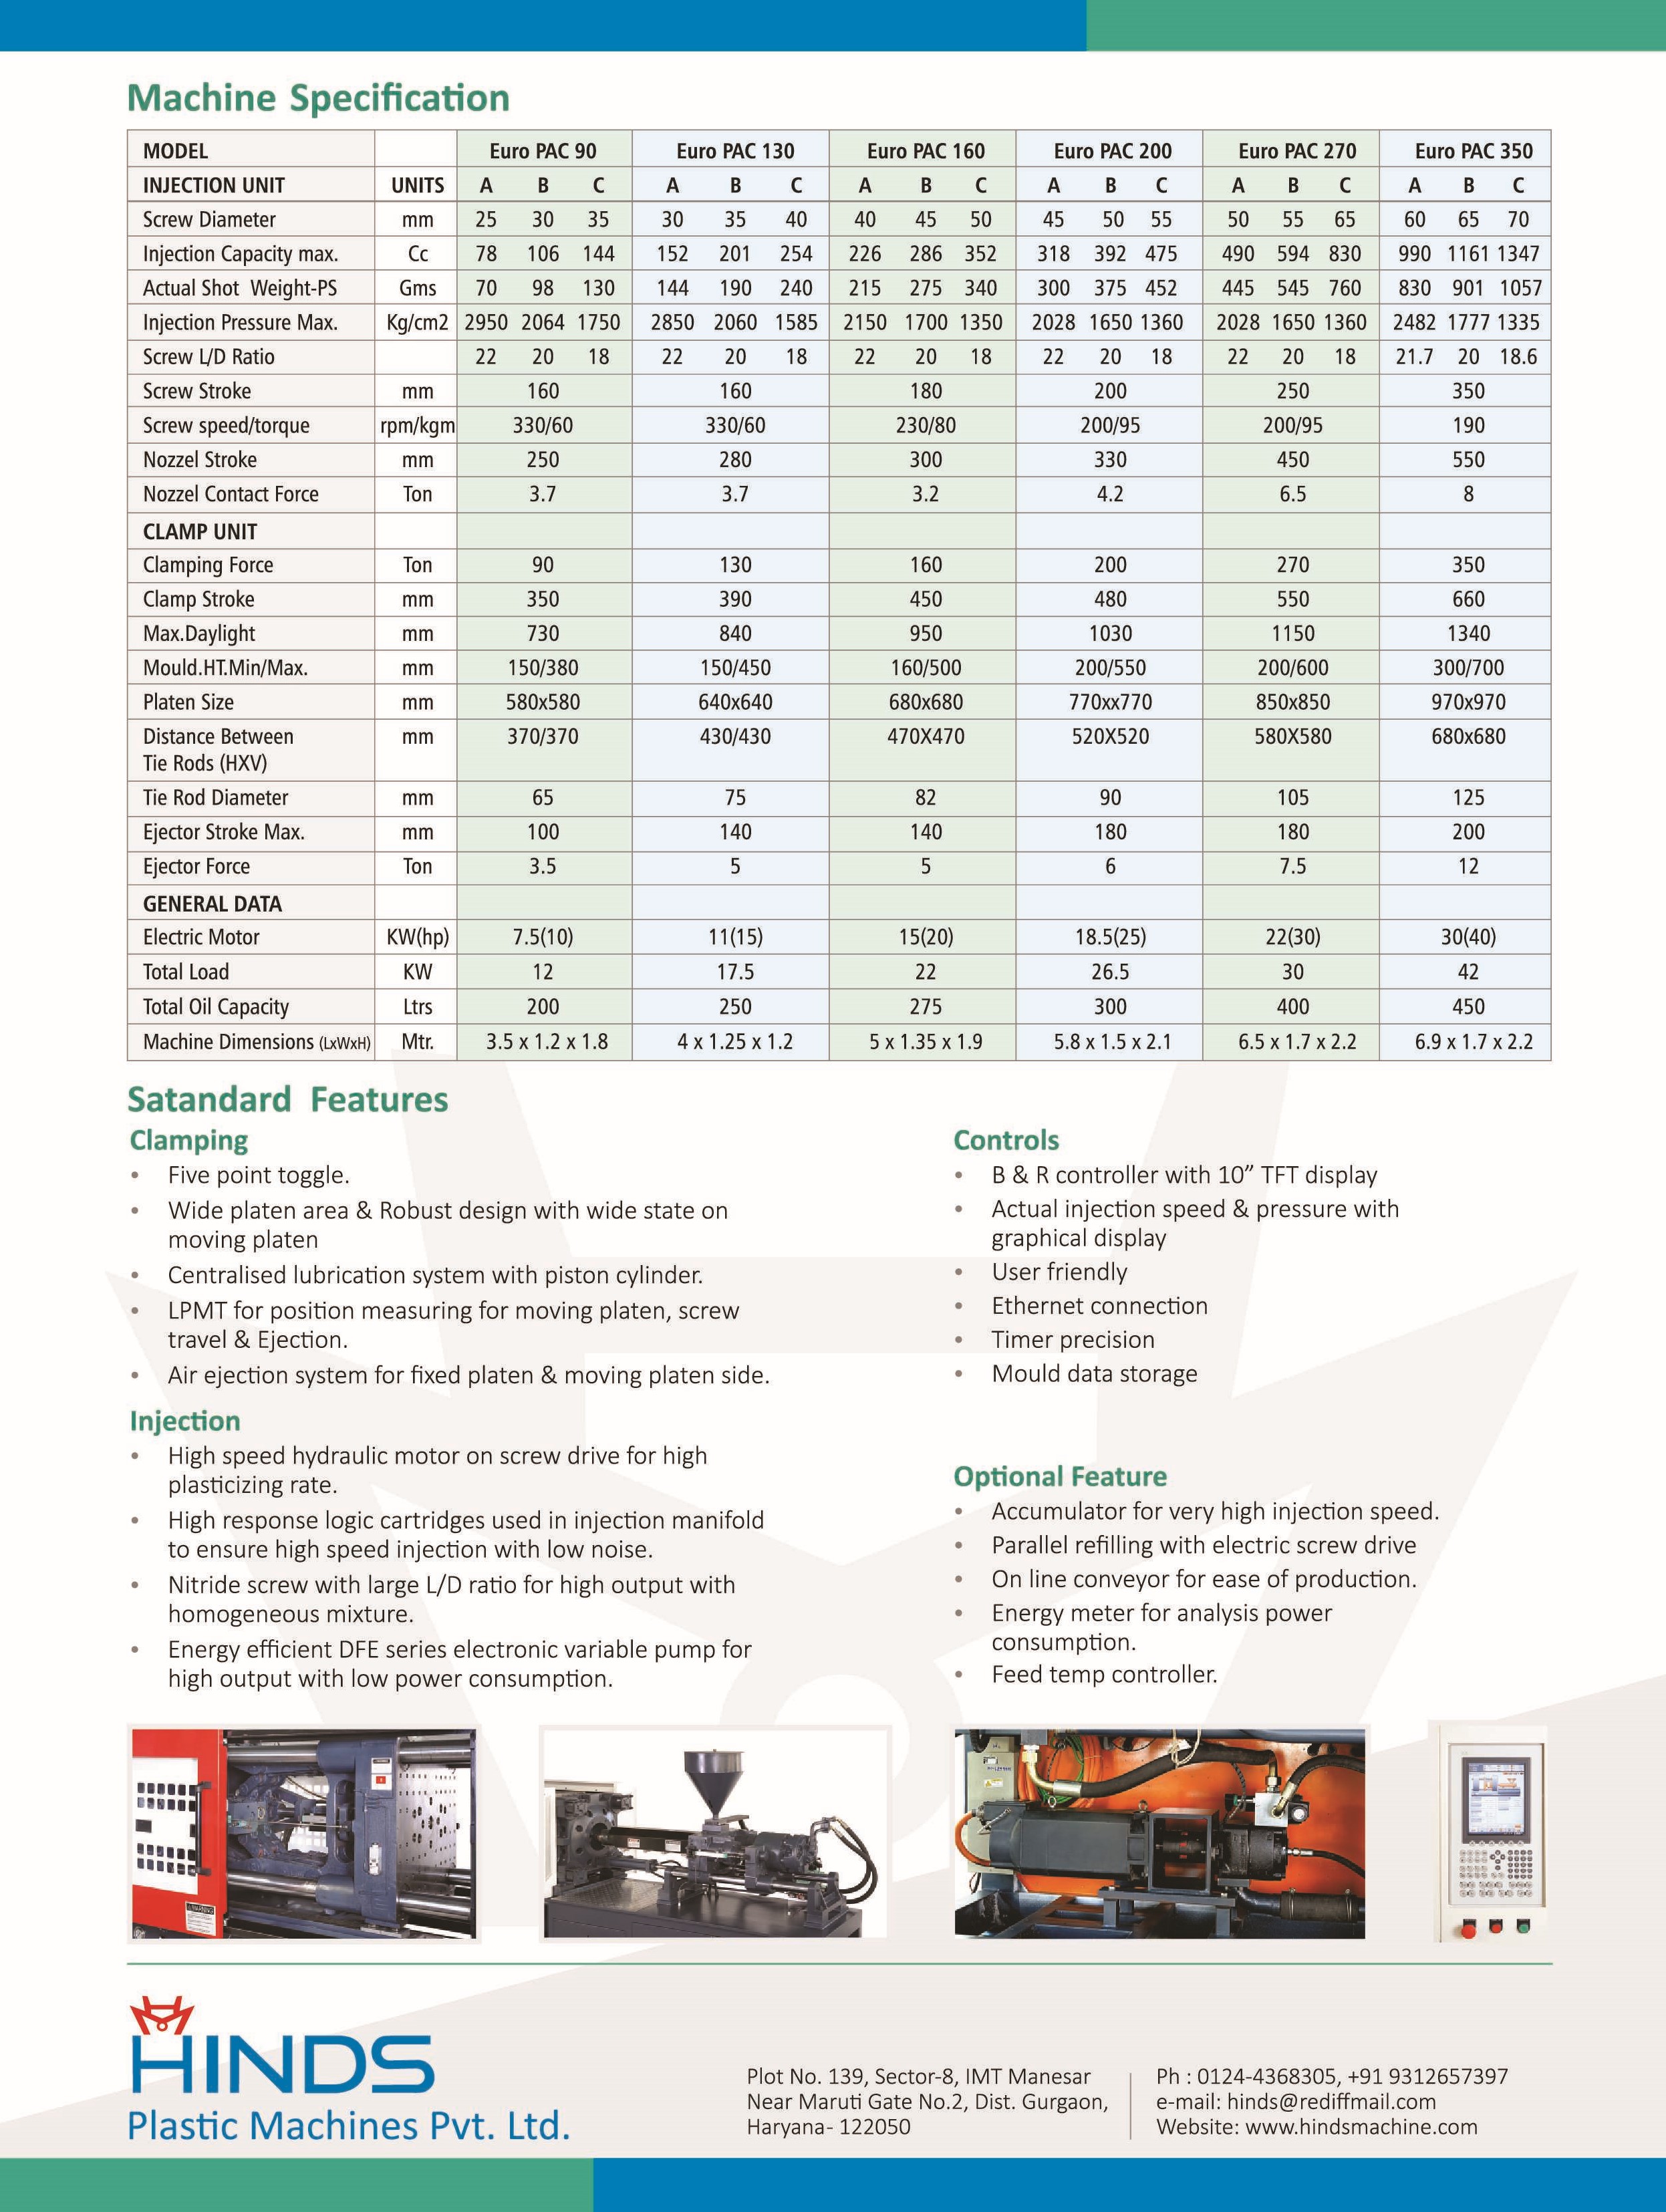 Machine Specification
MODEL Euro PAC 90 Euro PAC 130 Euro PAC 160 Euro PAC 200 Euro PAC 270 Euro PAC 350
INJECTION UNIT UNITS A B C A B C A B C A B C A B C A B C
Screw Diameter mm 25 30 35 30 35 40 40 45 50 45 50 55 50 55 65 60 65 70
Injection Capacity max. Cc 78 106 144 152 201 254 226 286 352 318 392 475 490 594 830 990 1161 1347
Actual Shot Weight-PS Gms 70 98 130 144 190 240 215 275 340 300 375 452 445 545 760 830 901 1057
Injection Pressure Max. Kg/cm2 2950 2064 1750 2850 2060 1585 2150 1700 1350 2028 1650 1360 2028 1650 1360 2482 1777 1335
Screw L/D Ratio 22 20 18 22 20 18 22 20 18 22 20 18 22 20 18 21.7 20 18.6
Screw Stroke mm 160 160 180 200 250 350
Screw speed/torque rpm/kgm 330/60 330/60 230/80 200/95 200/95 190
Nozzel Stroke mm 250 280 300 330 450 550
Nozzel Contact Force Ton 3.7 3.7 3.2 4.2 6.5 8
CLAMP UNIT
Clamping Force Ton 90 130 160 200 270 350
Clamp Stroke mm 350 390 450 480 550 660
Max.Daylight mm 730 840 950 1030 1150 1340
Mould.HT.Min/Max. mm 150/380 150/450 160/500 200/550 200/600 300/700
Platen Size mm 580x580 640x640 680x680 770xx770 850x850 970x970
Distance Between mm 370/370 430/430 470X470 520X520 580X580 680x680
Tie Rods (HXV)
Tie Rod Diameter mm 65 75 82 90 105 125
Ejector Stroke Max. mm 100 140 140 180 180 200
Ejector Force Ton 3.5 5 5 6 7.5 12
GENERAL DATA
Electric Motor KW(hp) 7.5(10) 11(15) 15(20) 18.5(25) 22(30) 30(40)
Total Load KW 12 17.5 22 26.5 30 42
Total Oil Capacity Ltrs 200 250 275 300 400 450
Machine Dimensions (LxWxH) Mtr. 3.5 x 1.2 x 1.8 4 x 1.25 x 1.2 5 x 1.35 x 1.9 5.8 x 1.5 x 2.1 6.5 x 1.7 x 2.2 6.9 x 1.7 x 2.2
Satandard Features
Clamping
• Five point toggle.
• Wide platen area & Robust design with wide state on
moving platen
• Centralised lubrication system with piston cylinder.
• LPMT for position measuring for moving platen, screw
travel & Ejection.
• Air ejection system for fixed platen & moving platen side.
Injection
• High speed hydraulic motor on screw drive for high
plasticizing rate.
• High response logic cartridges used in injection manifold
to ensure high speed injection with low noise.
• Nitride screw with large L/D ratio for high output with
homogeneous mixture.
• Energy efficient DFE series electronic variable pump for
high output with low power consumption.
Controls
• B & R controller with 10” TFT display
• Actual injection speed & pressure with
graphical display
• User friendly
• Ethernet connection
• Timer precision
• Mould data storage
Optional Feature
• Accumulator for very high injection speed.
• Parallel refilling with electric screw drive
• On line conveyor for ease of production.
• Energy meter for analysis power
consumption.
• Feed temp controller.
WARNING
HINDS
Plastic Machines Pvt. Ltd.
Plot No. 139, Sector-8, IMT Manesar
Near Maruti Gate No.2, Dist. Gurgaon,
Haryana- 122050
Ph : 0124-4368305, +91 9312657397
e-mail: hinds@rediffmail.com
Website: www.hindsmachine.com